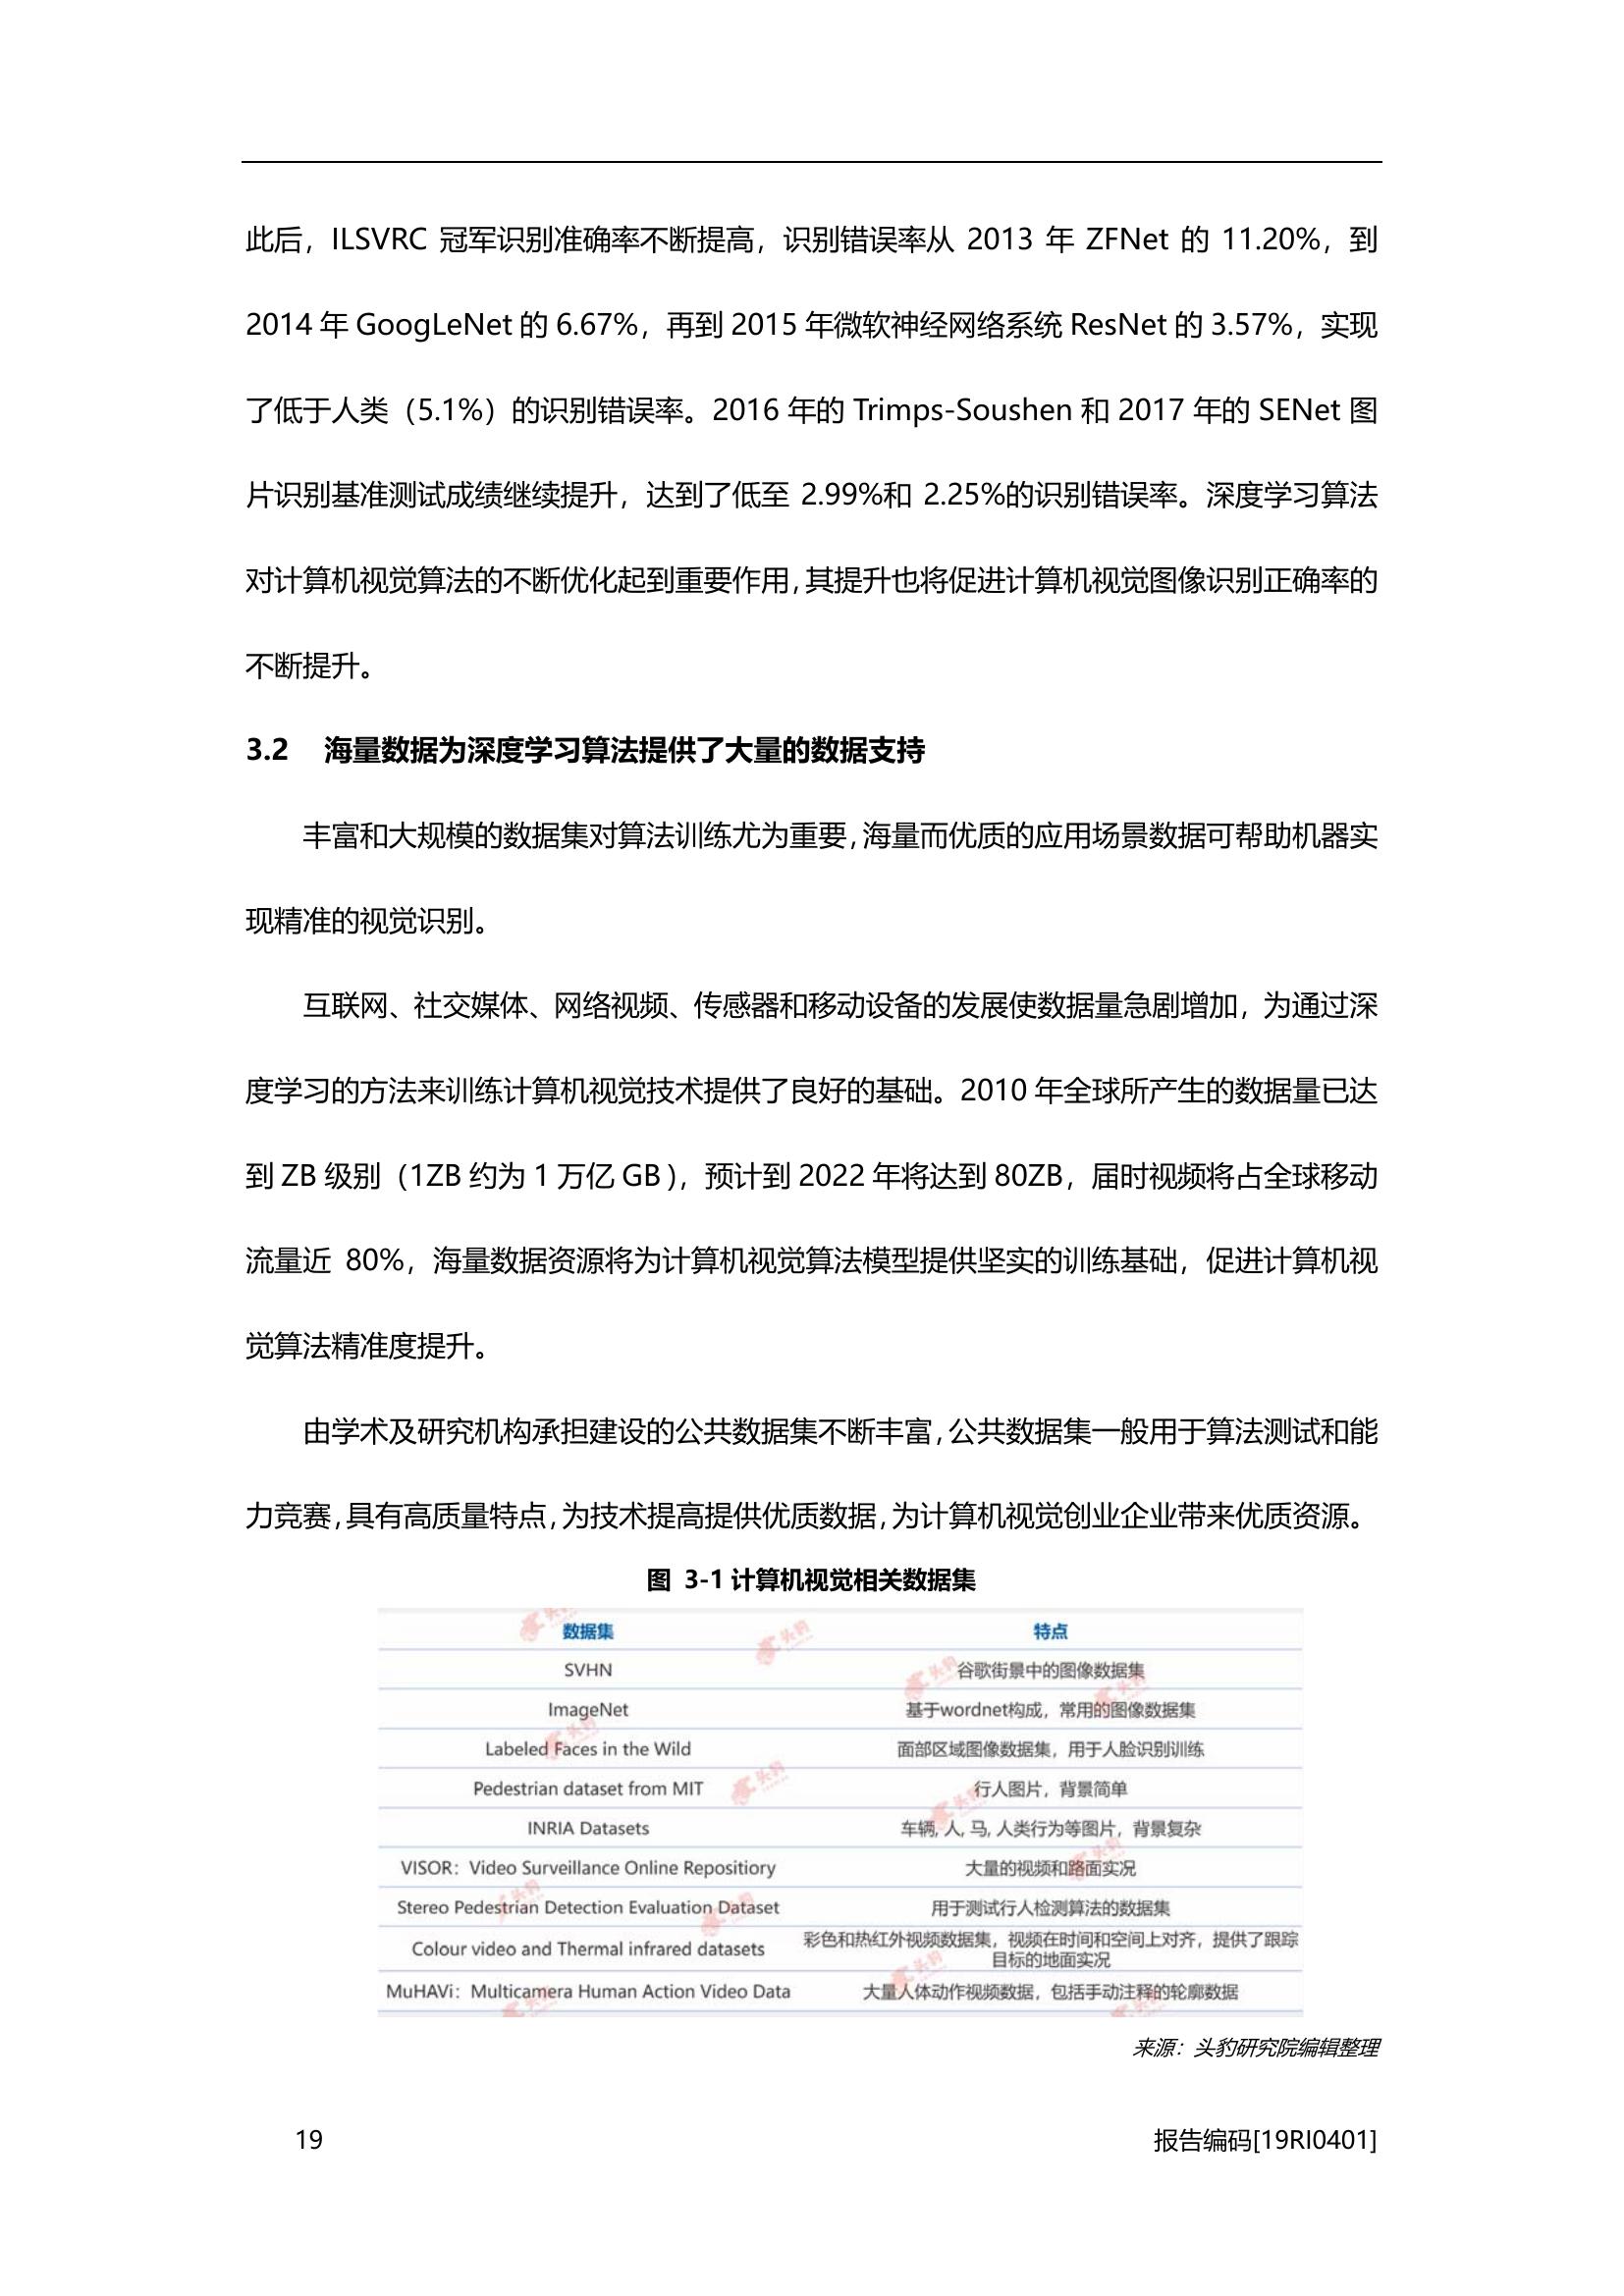 此后，ILSVRC 冠军识别准确率不断提高，识别错误率从 2013 年 ZFNet 的 11.20%，到
2014 年 GoogLeNet 的 6.67%，再到 2015 年微软神经网络系统 ResNet 的 3.57%，实现
了低于人类（5.1%）的识别错误率。2016 年的 Trimps-Soushen 和 2017 年的 SENet 图
片识别基准测试成绩继续提升，达到了低至 2.99%和 2.25%的识别错误率。深度学习算法
对计算机视觉算法的不断优化起到重要作用，其提升也将促进计算机视觉图像识别正确率的
不断提升。
3.2 海量数据为深度学习算法提供了大量的数据支持
丰富和大规模的数据集对算法训练尤为重要，海量而优质的应用场景数据可帮助机器实
现精准的视觉识别。
互联网、社交媒体、网络视频、传感器和移动设备的发展使数据量急剧增加，为通过深
度学习的方法来训练计算机视觉技术提供了良好的基础。2010 年全球所产生的数据量已达
到 ZB 级别（1ZB 约为 1 万亿 GB），预计到 2022 年将达到 80ZB，届时视频将占全球移动
流量近 80%，海量数据资源将为计算机视觉算法模型提供坚实的训练基础，促进计算机视
觉算法精准度提升。
由学术及研究机构承担建设的公共数据集不断丰富，公共数据集一般用于算法测试和能
力竞赛，具有高质量特点，为技术提高提供优质数据，为计算机视觉创业企业带来优质资源。
图 3-1 计算机视觉相关数据集
数据集 特点
SVHN 谷歌街景中的图像数据集
ImageNet 基于wordnet构成，常用的图像数据集
Labeled Faces in the Wild 面部区域图像数据集，用于人脸识别训练
Pedestrian dataset from MIT 行人图片，背景简单
INRIA Datasets 车辆, 人, 马, 人类行为等图片，背景复杂
VISOR：Video Surveillance Online Repositiory 大量的视频和路面实况
Stereo Pedestrian Detection Evaluation Dataset 用于测试行人检测算法的数据集
Colour video and Thermal infrared datasets 彩色和热红外视频数据集，视频在时间和空间上对齐，提供了跟踪
目标的地面实况
MuHAVi：Multicamera Human Action Video Data 大量人体动作视频数据，包括手动注释的轮廓数据
来源：头豹研究院编辑整理
19 报告编码[19RI0401]